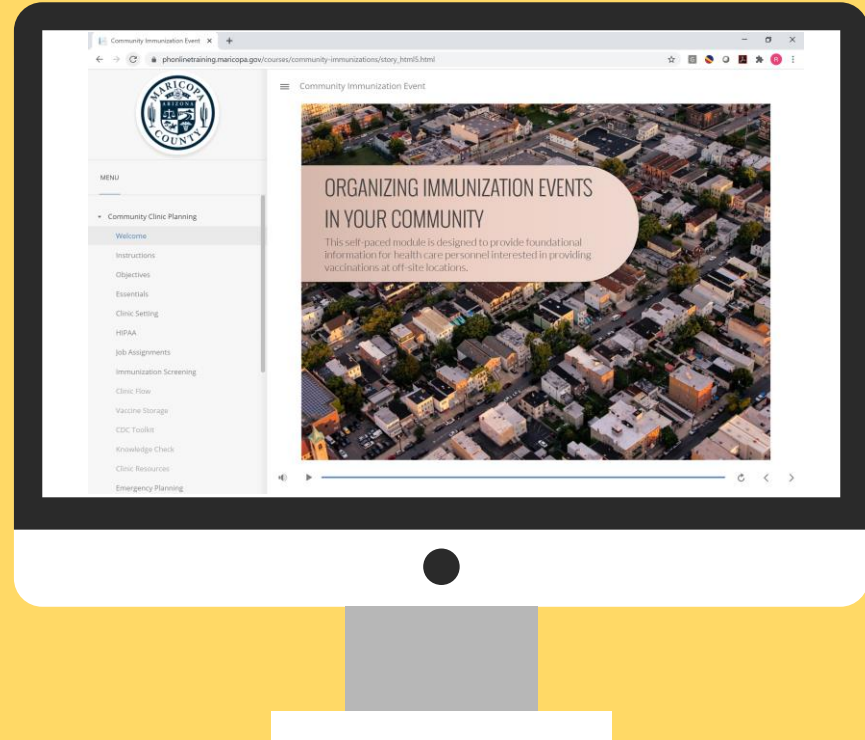 Community Immunization Event
phonlinetraining.maricopa.gov/courses/community-immunizations/story_html5.html
R
MARICOPA
ARIZONA
COUNTY
Community Immunization Event
MENU
Community Clinic Planning
Welcome
Instructions
Objectives
Essentials
Clinic Setting
HIPAA
Job Assignments
Immunization Screening
Clinic Flow
Vaccine Storage
CDC Toolkit
Knowledge Check
Clinic Resources
Emergency Planning
ORGANIZING IMMUNIZATION EVENTS
IN YOUR COMMUNITY
This self-paced module is designed to provide foundational
information for health care personnel interested in providing
vaccinations at off-site locations.